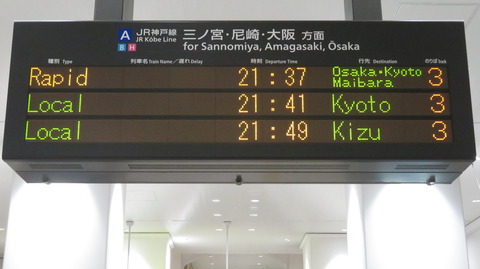 A JR神戸線 三ノ宮・尼崎・大阪 方面
B H JR Kōbe Line for Sannomiya, Amagasaki, Ōsaka
種別 Type 列車名 Train Name／遅れ Delay 時刻 Departure Time 行先 Destination のりば Track
Rapid 21:37 Osaka・Kyoto Maibara 3
Local 21:41 Kyoto 3
Local 21:49 Kizu 3